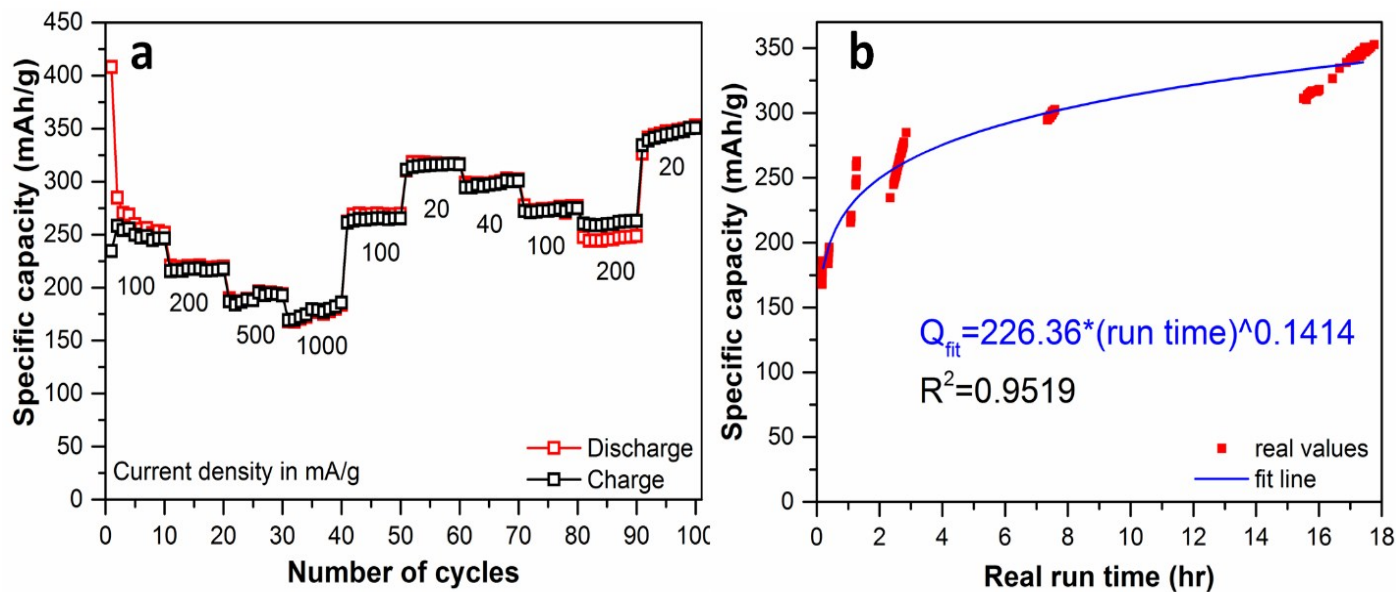 a
450
400
350
300
250
200
150
100
50
0
Specific capacity (mAh/g)
100
200
500
1000
100
20
40
100
200
20
Discharge
Charge
Current density in mA/g
0 10 20 30 40 50 60 70 80 90 100
Number of cycles
b
350
300
250
200
150
100
50
0
Specific capacity (mAh/g)
Q_fit=226.36*(run time)^0.1414
R²=0.9519
real values
fit line
0 2 4 6 8 10 12 14 16 18
Real run time (hr)